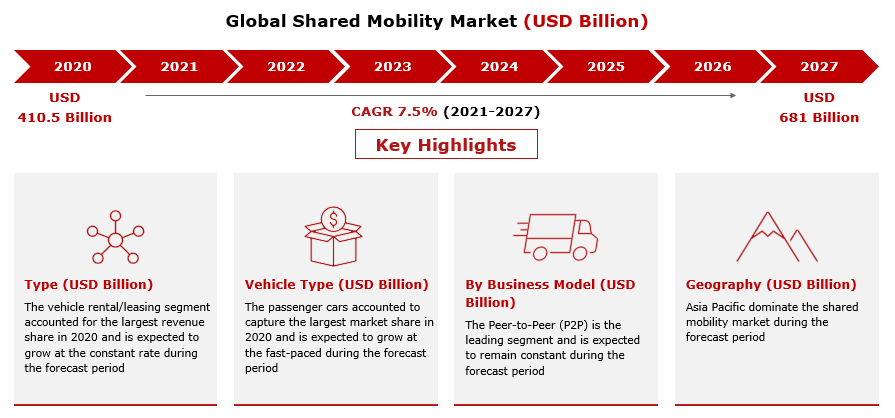 Global Shared Mobility Market (USD Billion)
2020 2021 2022 2023 2024 2025 2026 2027
USD
410.5 Billion
CAGR 7.5% (2021-2027)
USD
681 Billion
Key Highlights
$
Type (USD Billion)
The vehicle rental/leasing segment
accounted for the largest revenue
share in 2020 and is expected to
grow at the constant rate during
the forecast period
Vehicle Type (USD Billion)
The passenger cars accounted to
capture the largest market share in
2020 and is expected to grow at
the fast-paced during the forecast
period
By Business Model (USD
Billion)
The Peer-to-Peer (P2P) is the
leading segment and is expected
to remain constant during the
forecast period
Geography (USD Billion)
Asia Pacific dominate the shared
mobility market during the
forecast period